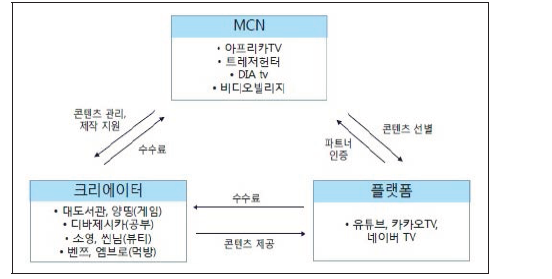 MCN
• 아프리카TV
• 트레져헌터
• DIA tv
• 비디오빌리지
콘텐츠 관리,
제작 지원
수수료
콘텐츠 선별
파트너
인증
크리에이터
• 대도서관, 양띵(게임)
• 디바제시카(공부)
• 소영, 씬님(뷰티)
• 벤쯔, 엠브로(먹방)
수수료
콘텐츠 제공
플랫폼
• 유튜브, 카카오TV,
네이버 TV